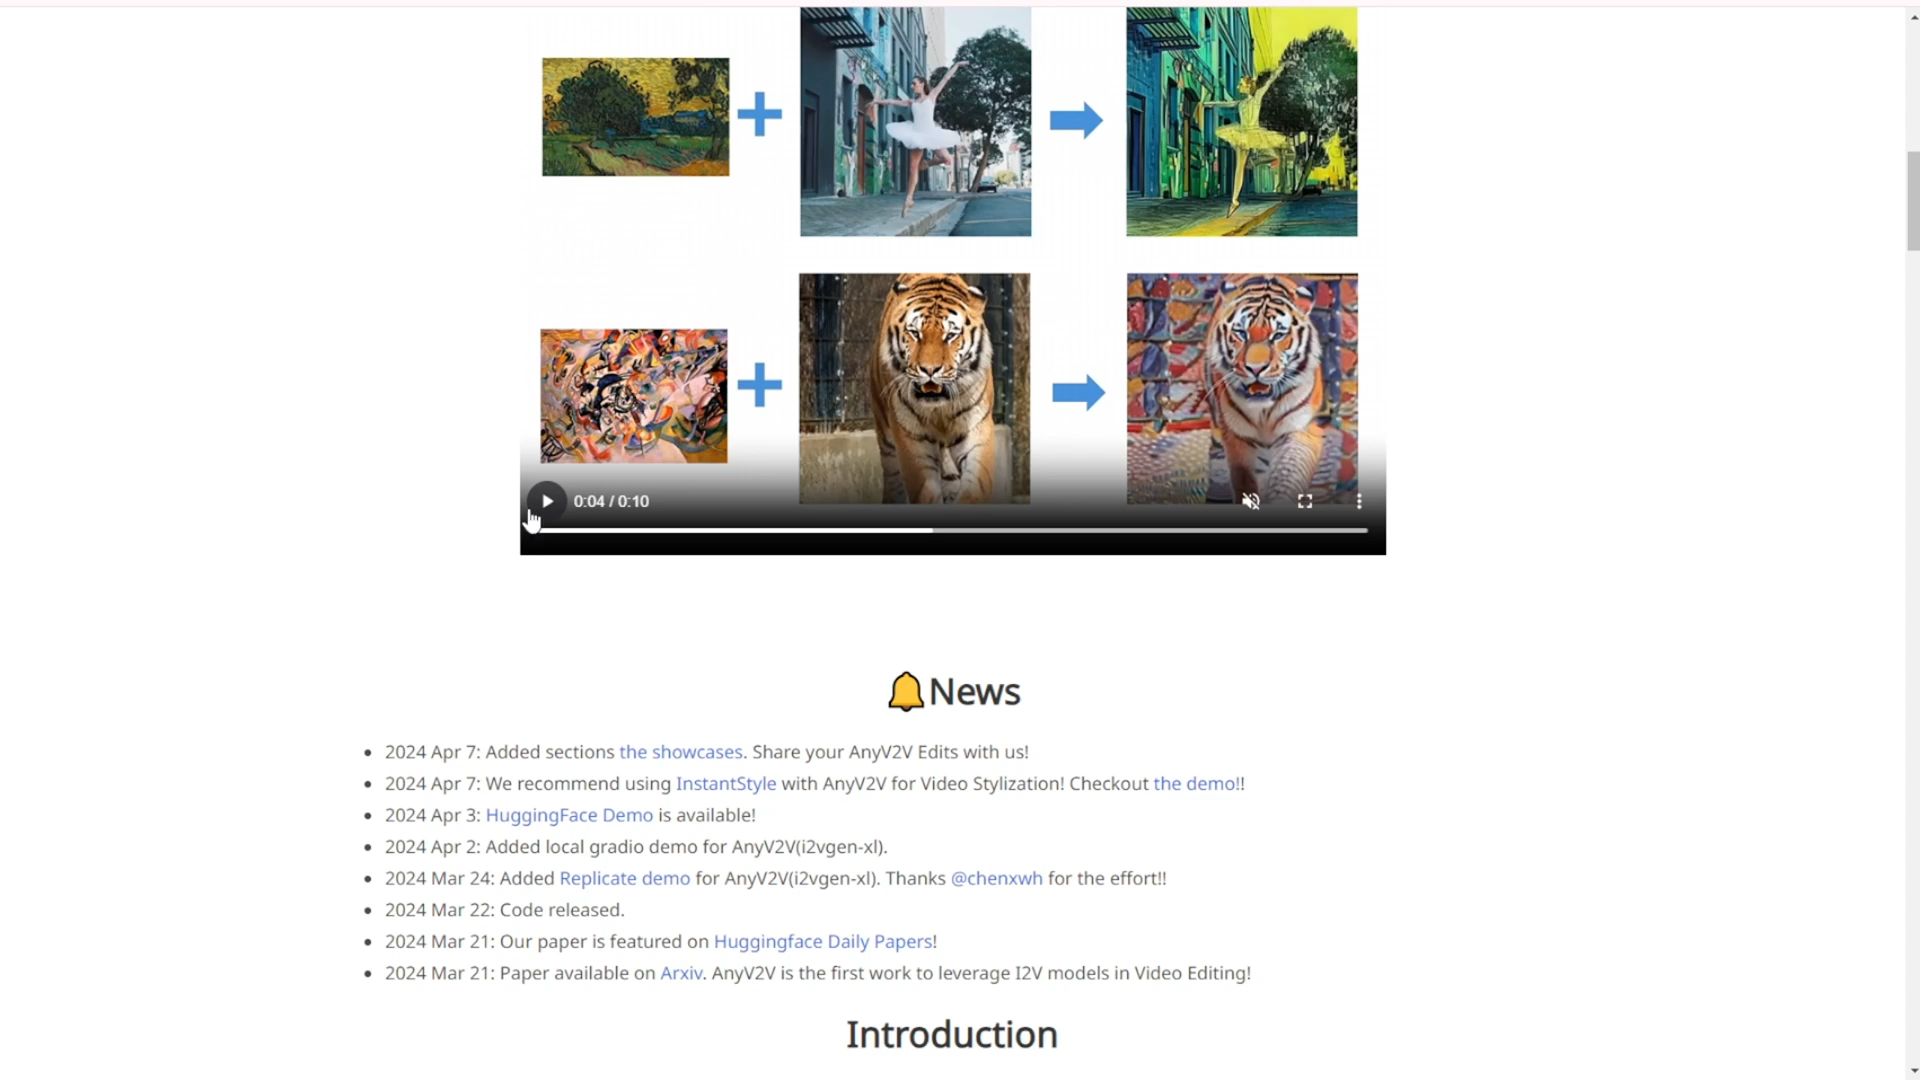 0:04 / 0:10
News
2024 Apr 7: Added sections the showcases. Share your AnyV2V Edits with us!
2024 Apr 7: We recommend using InstantStyle with AnyV2V for Video Stylization! Checkout the demo!!
2024 Apr 3: HuggingFace Demo is available!
2024 Apr 2: Added local gradio demo for AnyV2V(i2vgen-xl).
2024 Mar 24: Added Replicate demo for AnyV2V(i2vgen-xl). Thanks @chenxwh for the effort!!
2024 Mar 22: Code released.
2024 Mar 21: Our paper is featured on Huggingface Daily Papers!
2024 Mar 21: Paper available on Arxiv. AnyV2V is the first work to leverage I2V models in Video Editing!
Introduction